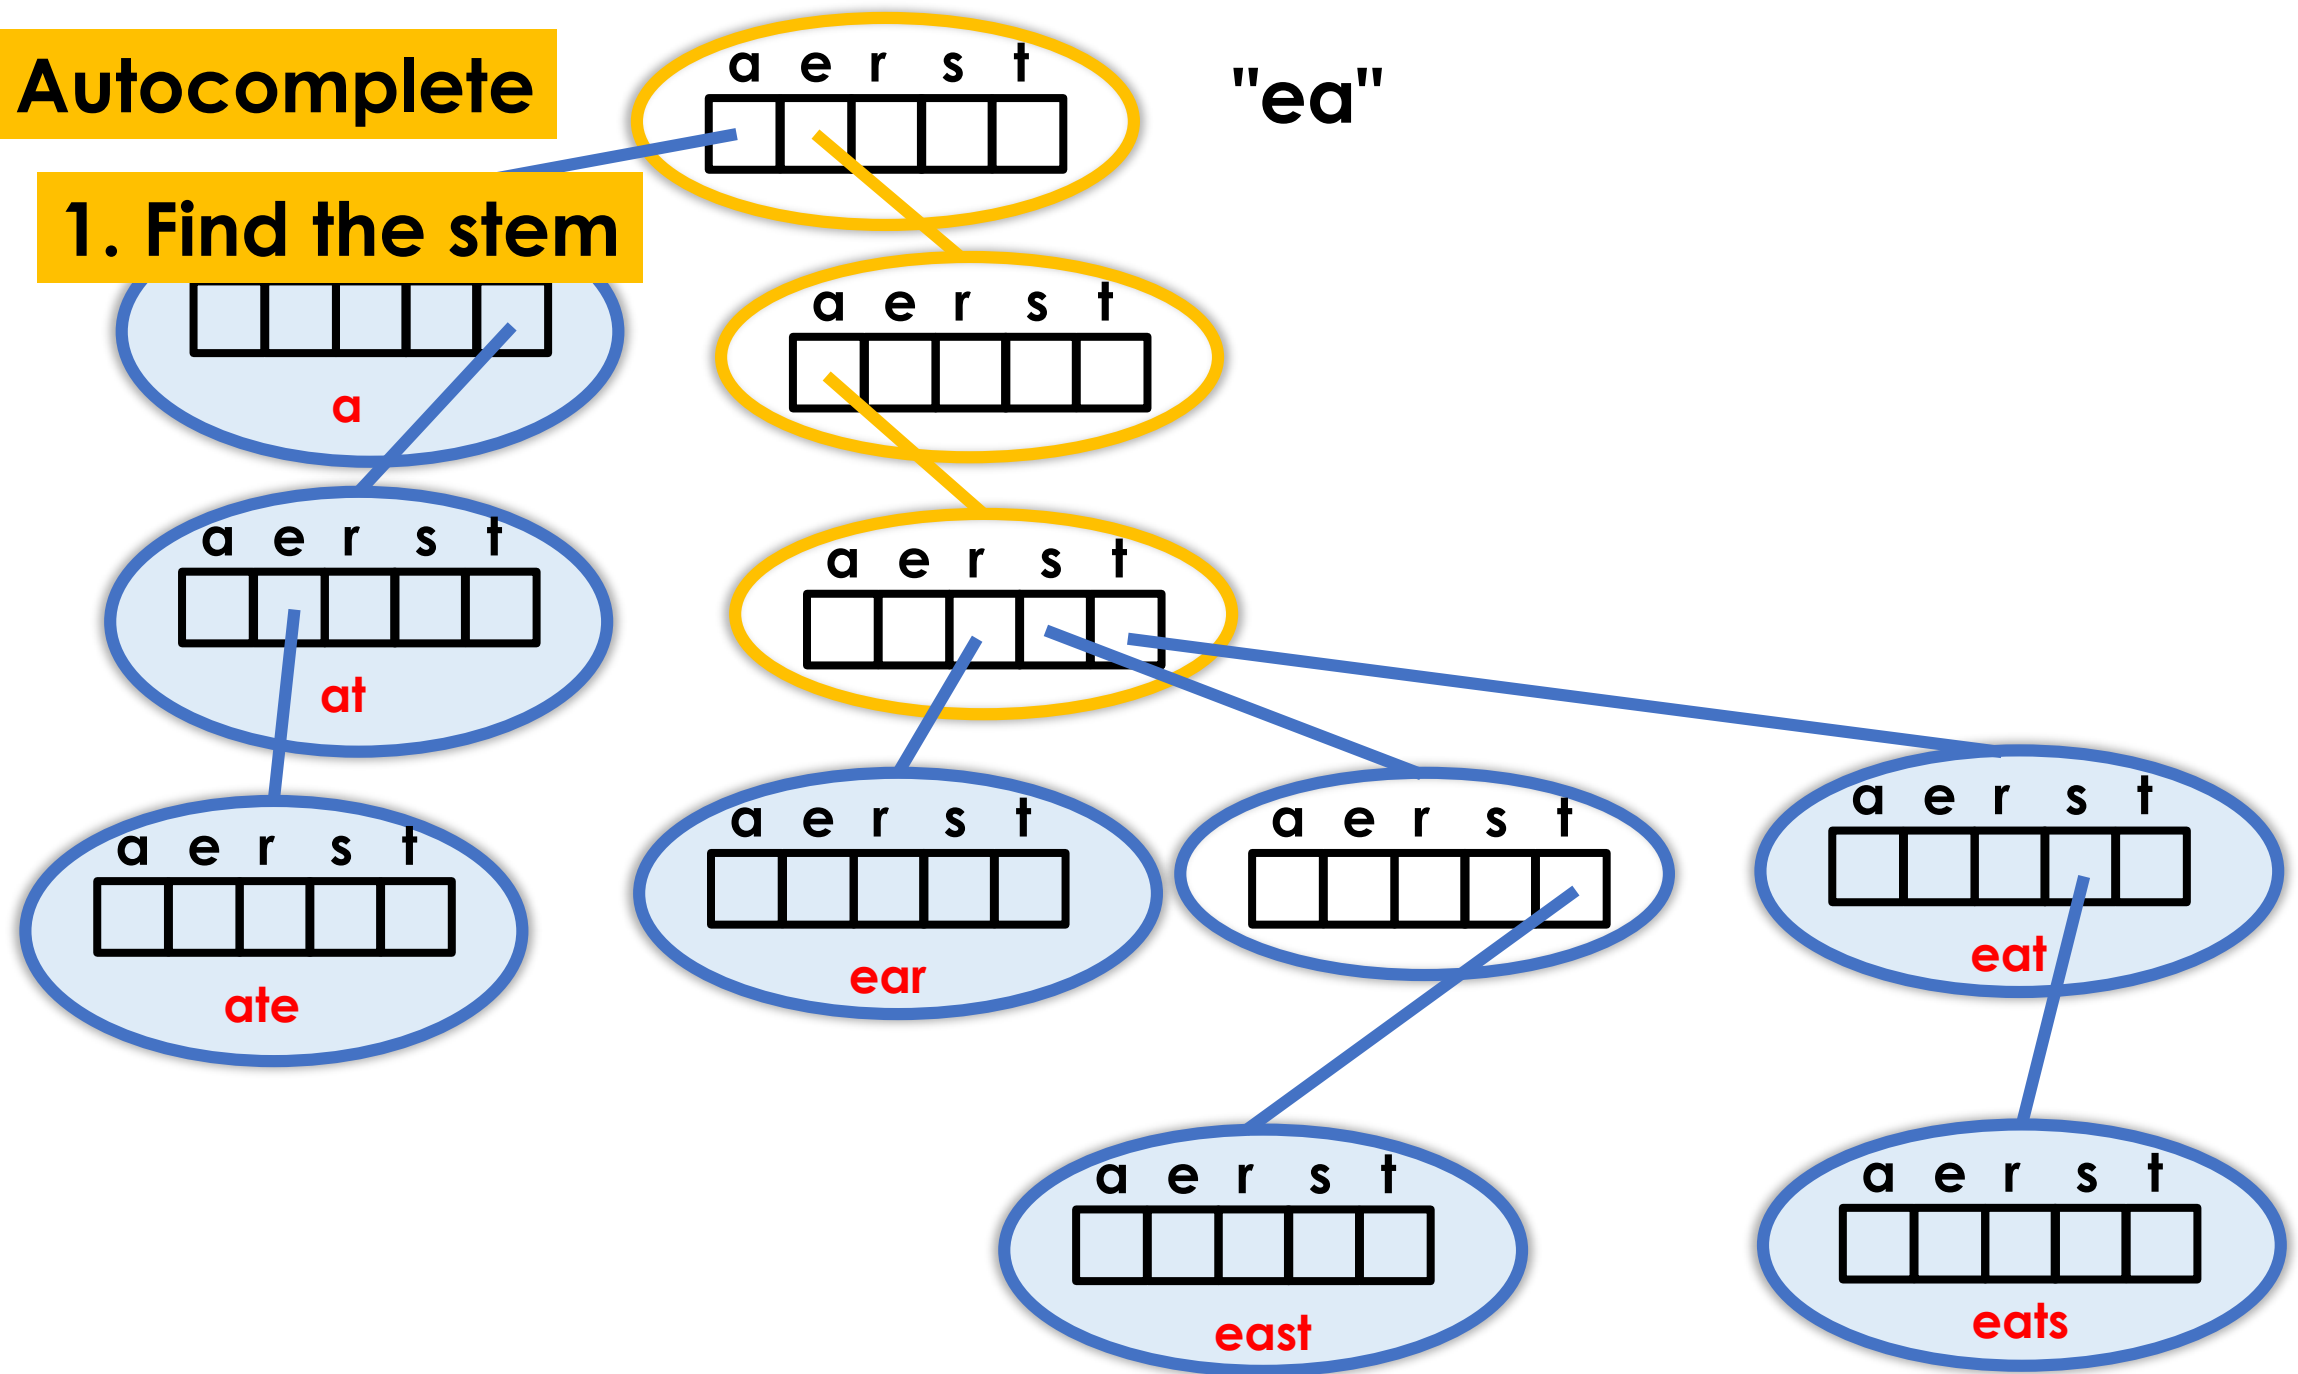 Autocomplete
"ea"
a e r s t
1. Find the stem
a e r s t
a
a e r s t
at
a e r s t
a e r s t
ate
a e r s t
ear
a e r s t
a e r s t
eat
a e r s t
east
a e r s t
eats